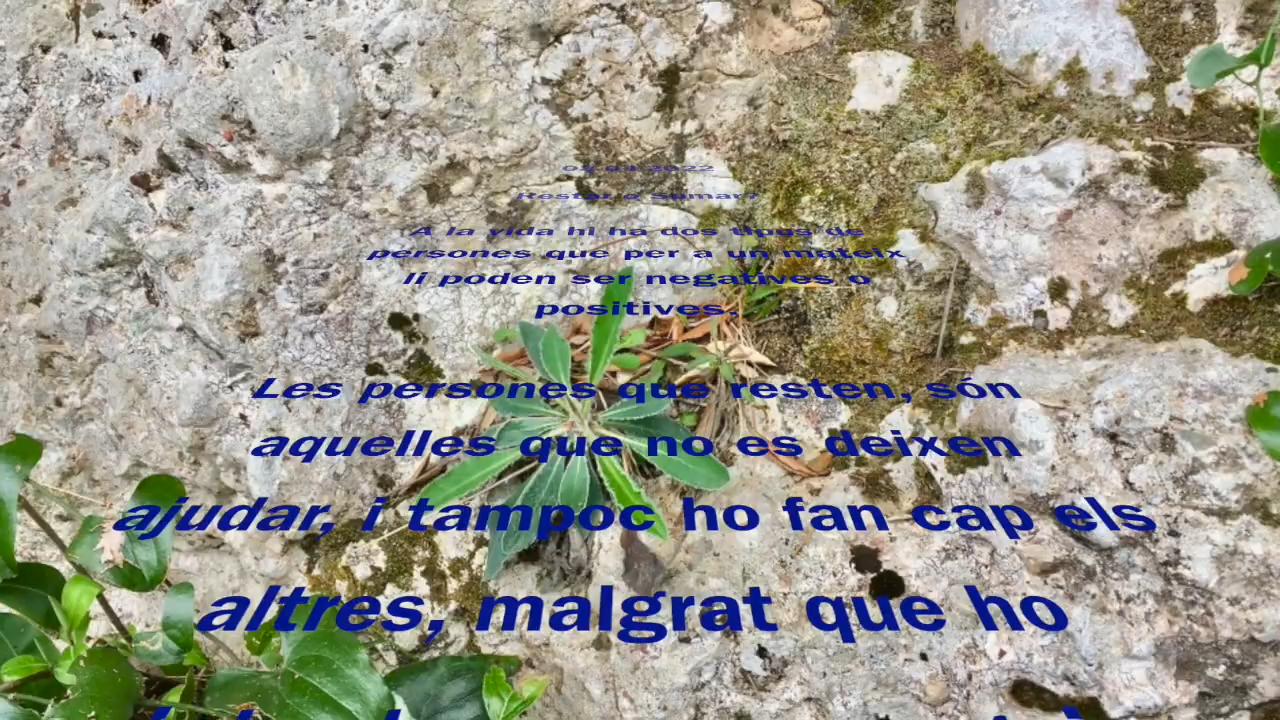 Restar o Sumar?
A la vida hi ha dos tipus de
persones que per a un mateix
li poden ser negatives o
positives.
Les persones que resten, són
aquelles que no es deixen
ajudar, i tampoc ho fan cap els
altres, malgrat que ho